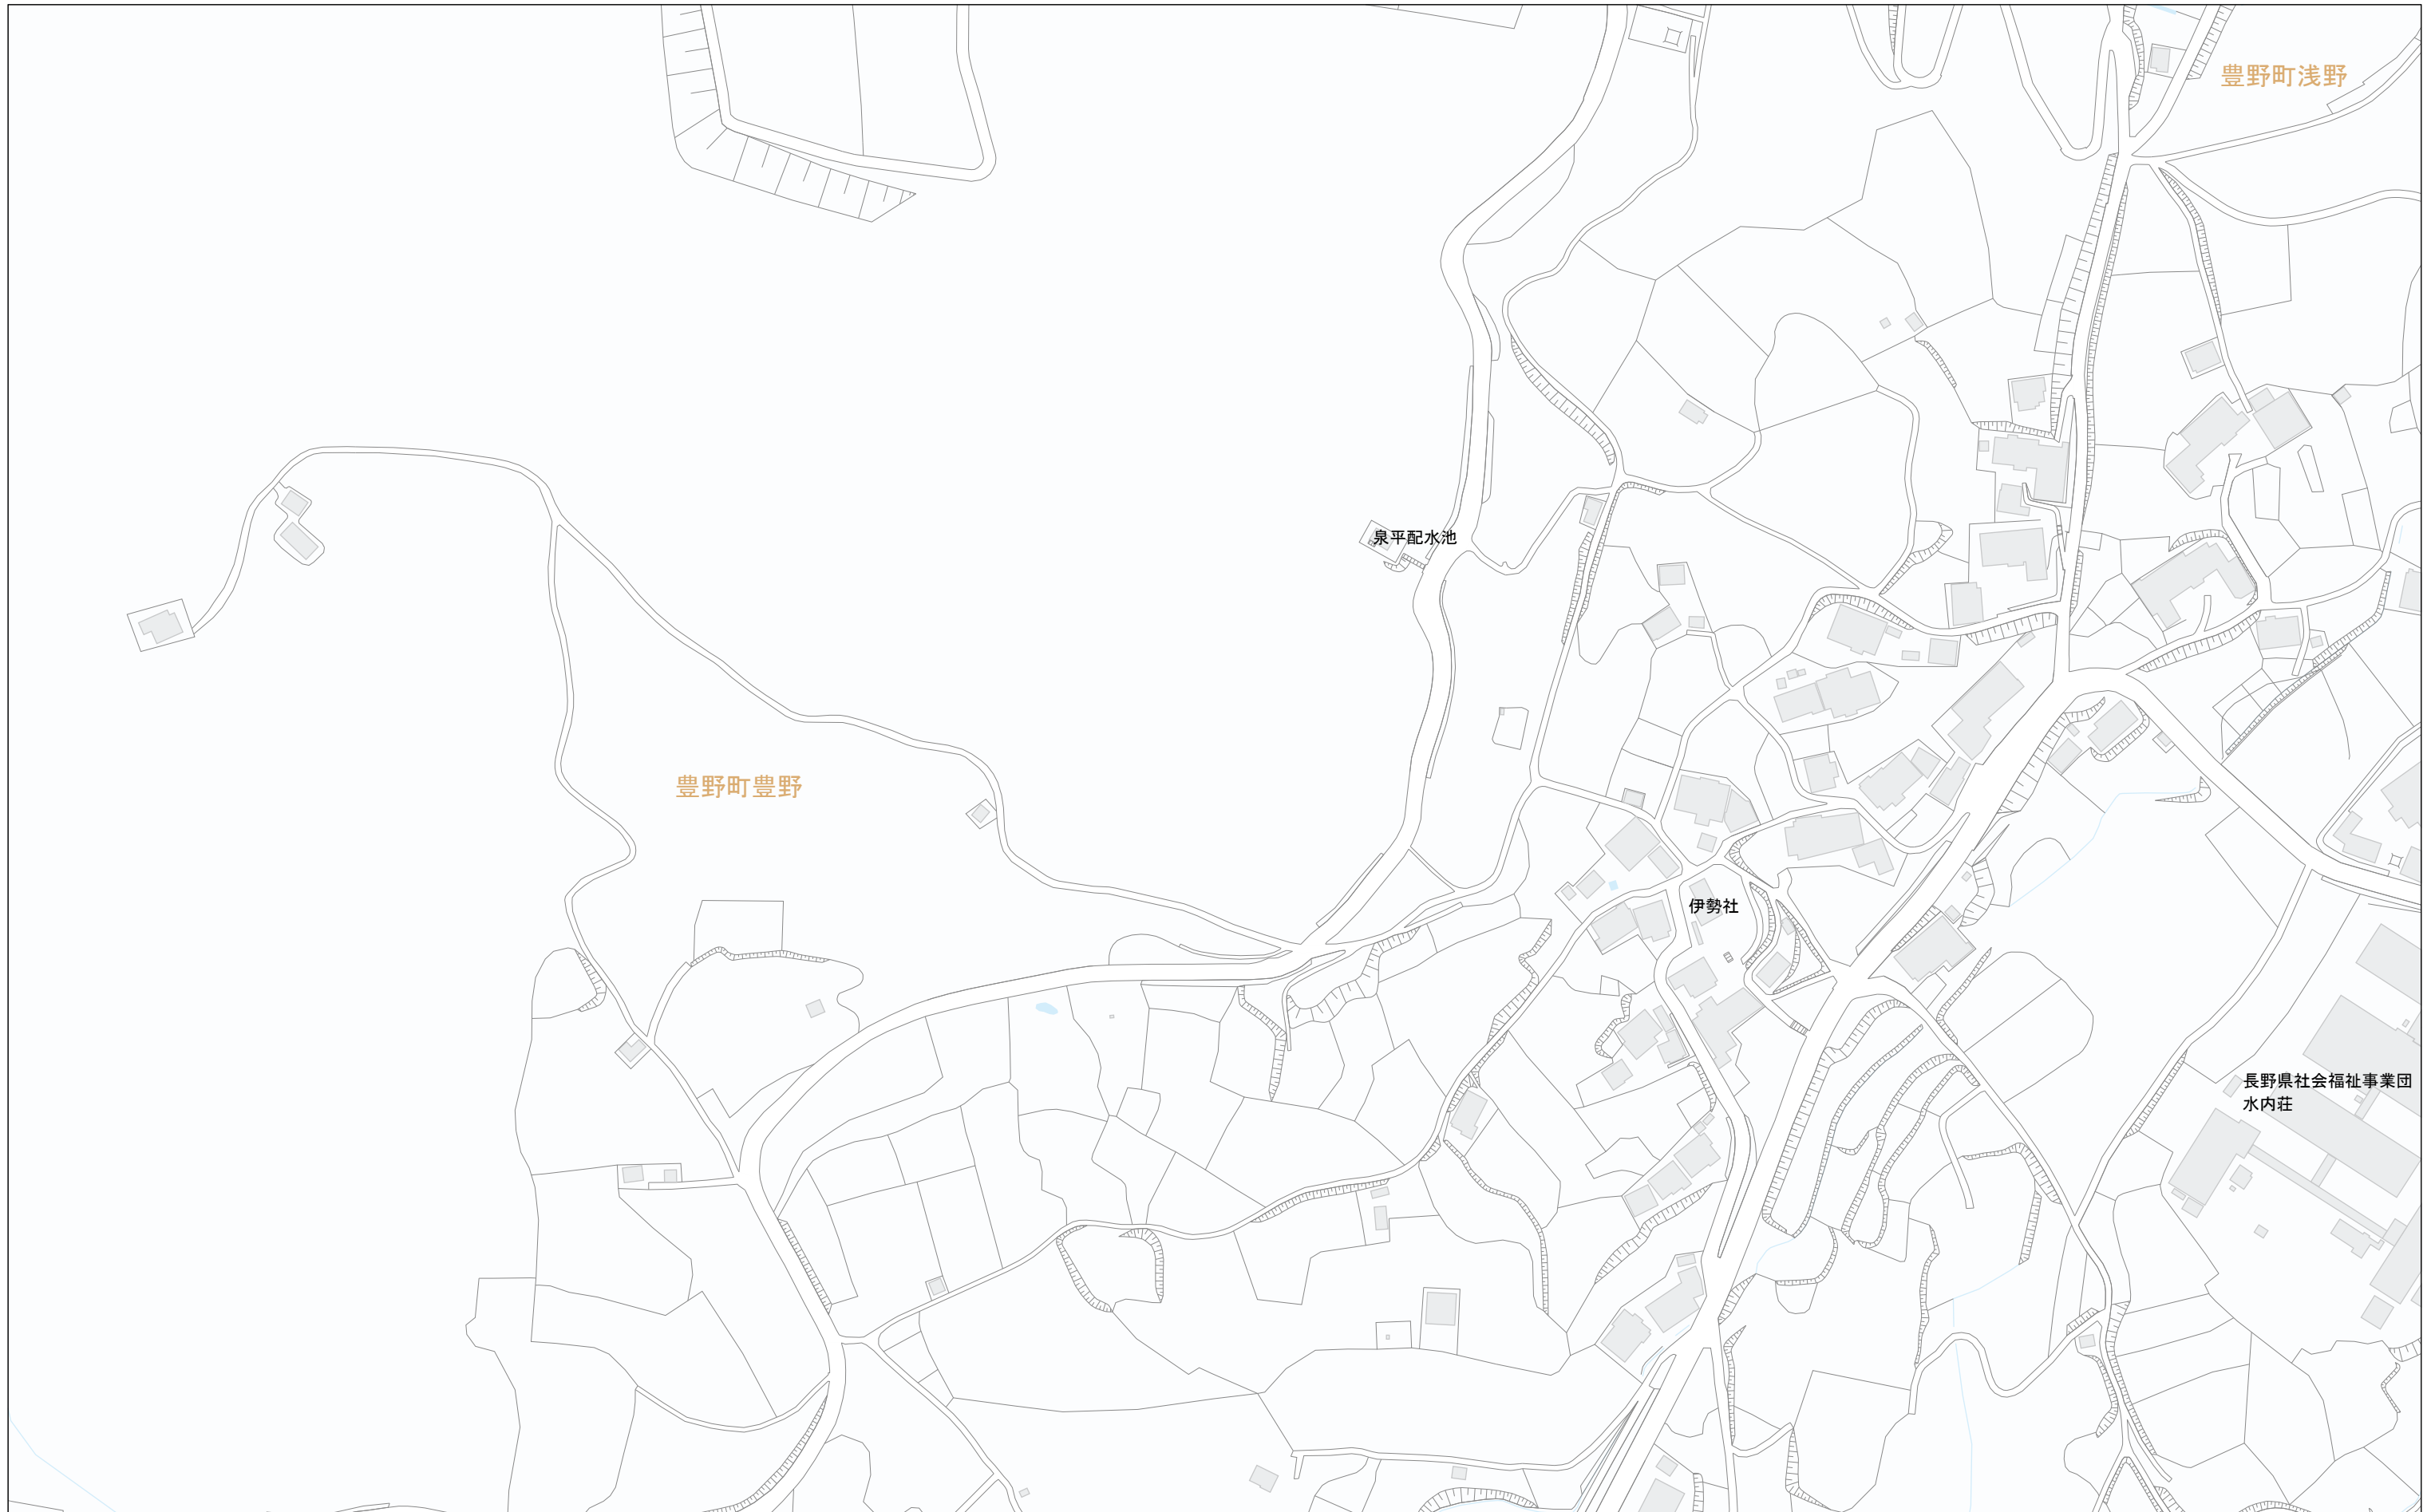 豊野町浅野
泉平配水池
豊野町豊野
伊勢社
長野県社会福祉事業団
水内荘